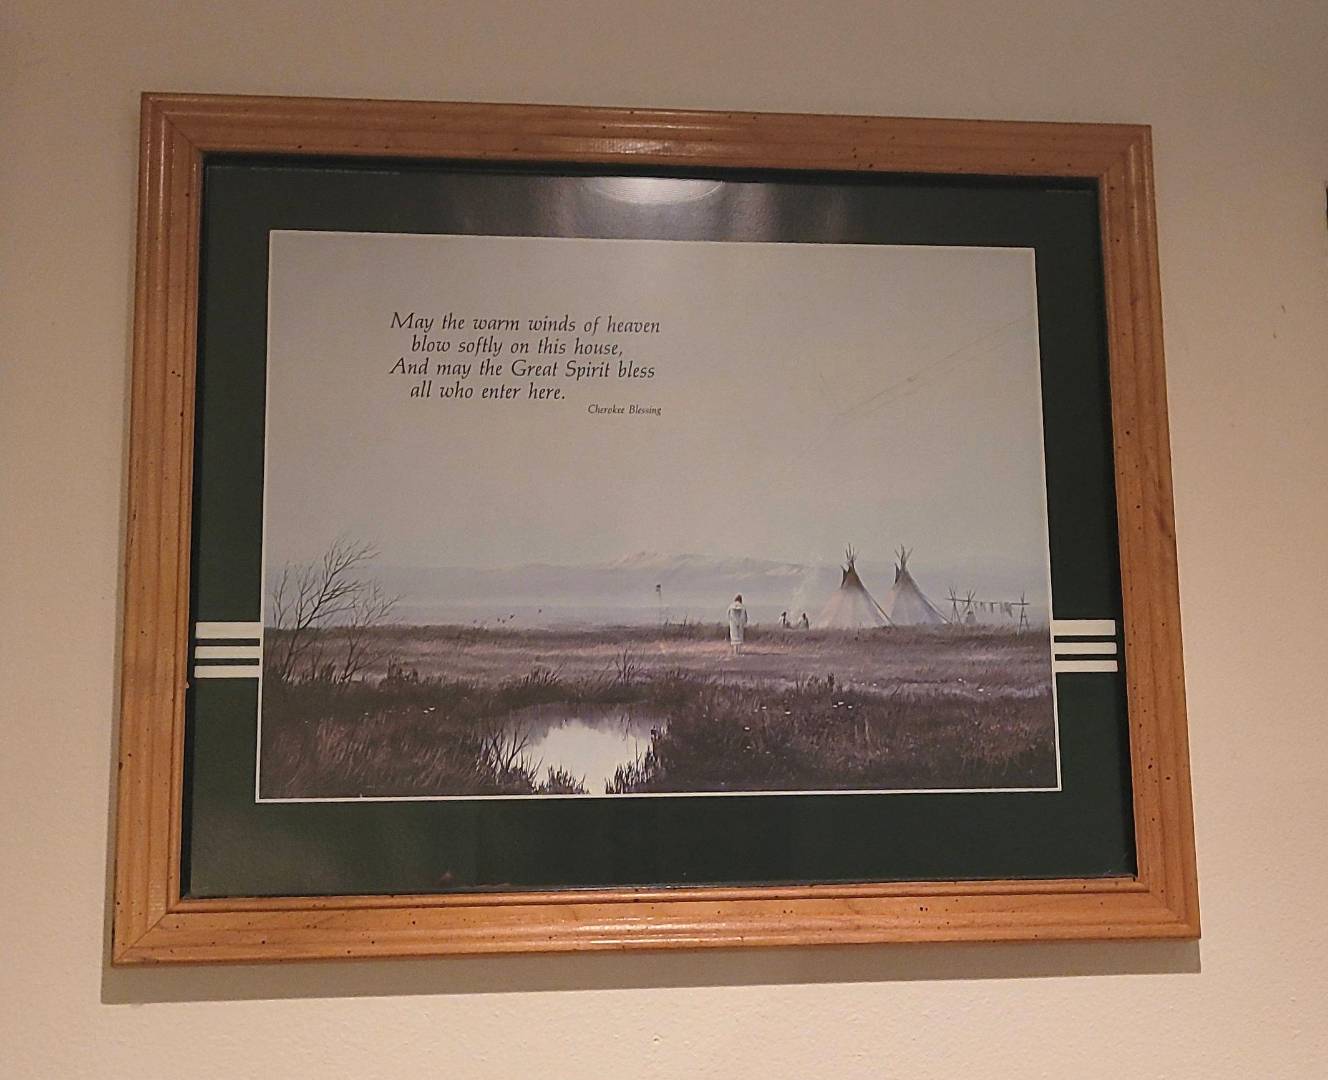 May the warm winds of heaven
blow softly on this house,
And may the Great Spirit bless
all who enter here.
Cherokee Blessing